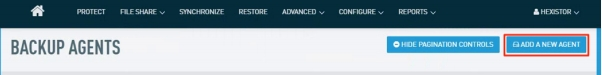 PROTECT FILE SHARE SYNCHRONIZE RESTORE ADVANCED CONFIGURE REPORTS HEXISTOR
BACKUP AGENTS HIDE PAGINATION CONTROLS ADD A NEW AGENT